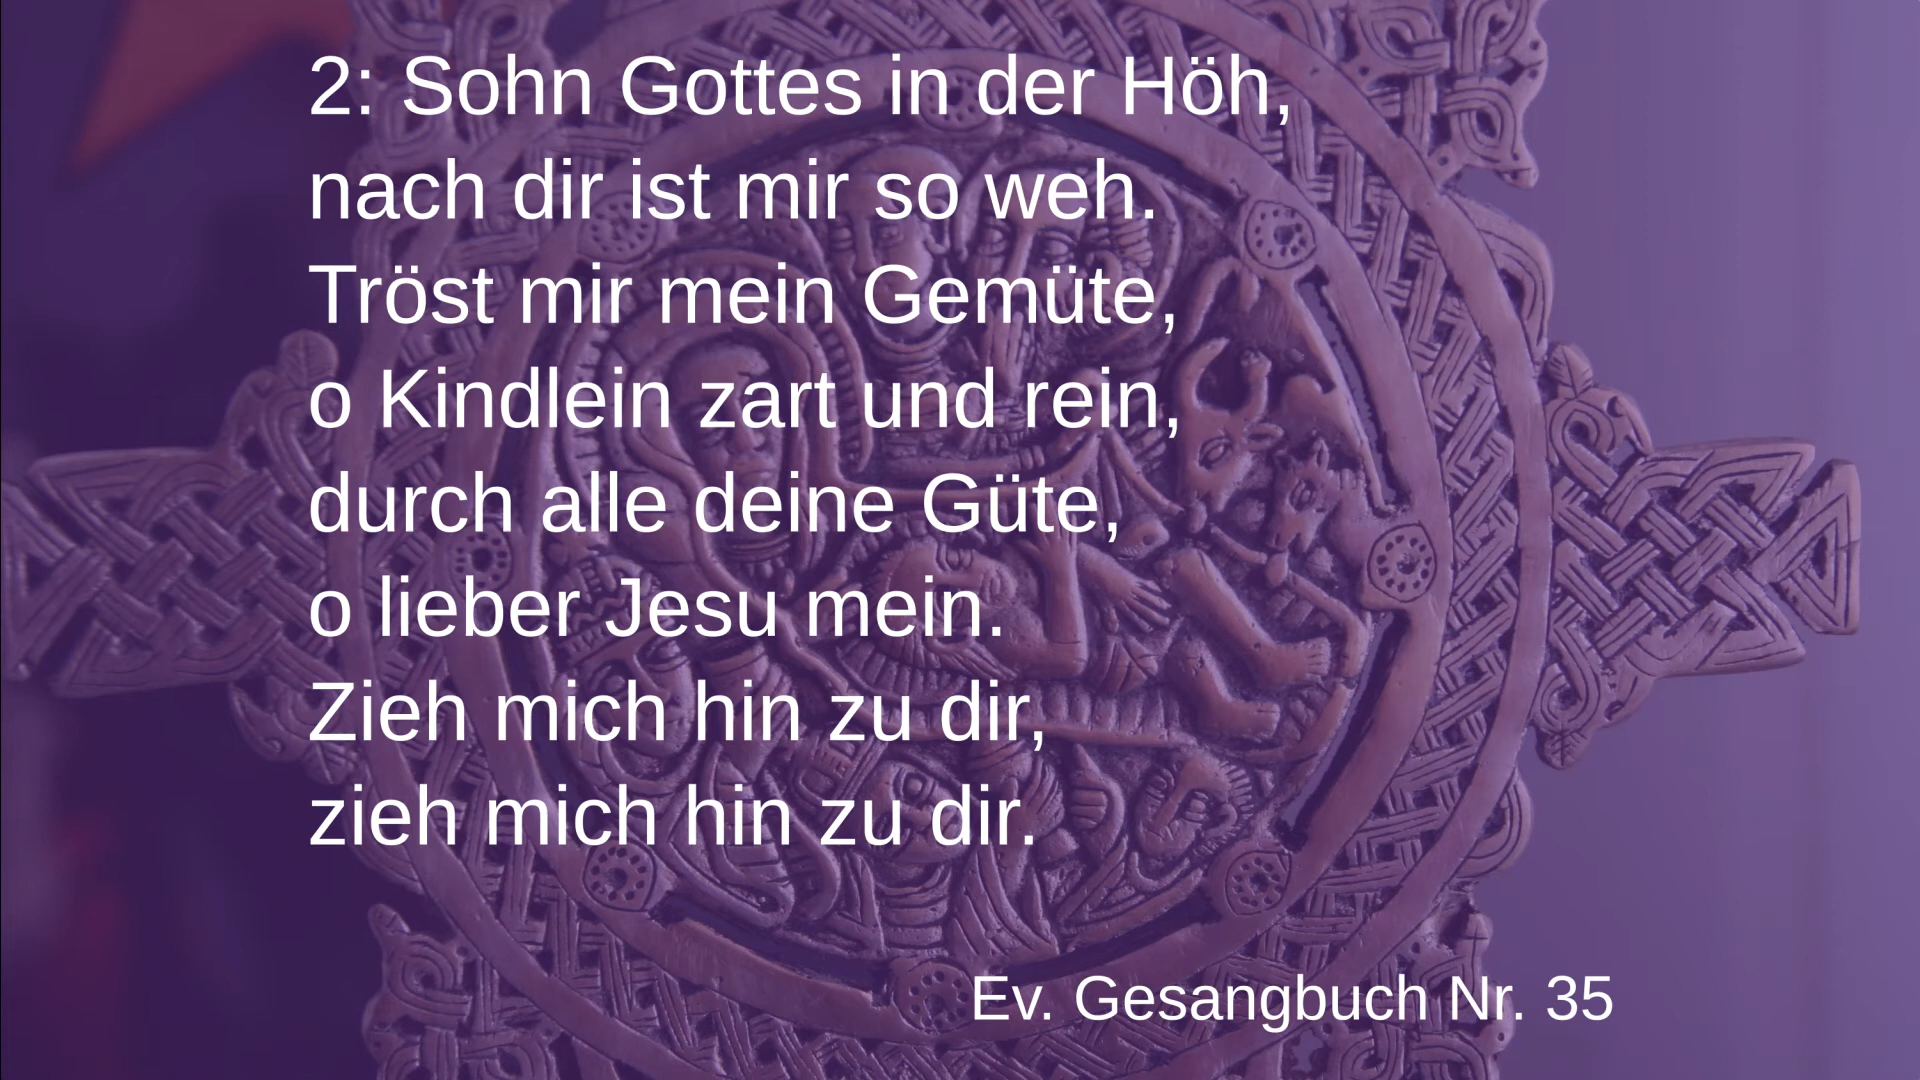 2: Sohn Gottes in der Höh,
nach dir ist mir so weh.
Tröst mir mein Gemüte,
o Kindlein zart und rein,
durch alle deine Güte,
o lieber Jesu mein.
Zieh mich hin zu dir,
zieh mich hin zu dir.
Ev. Gesangbuch Nr. 35